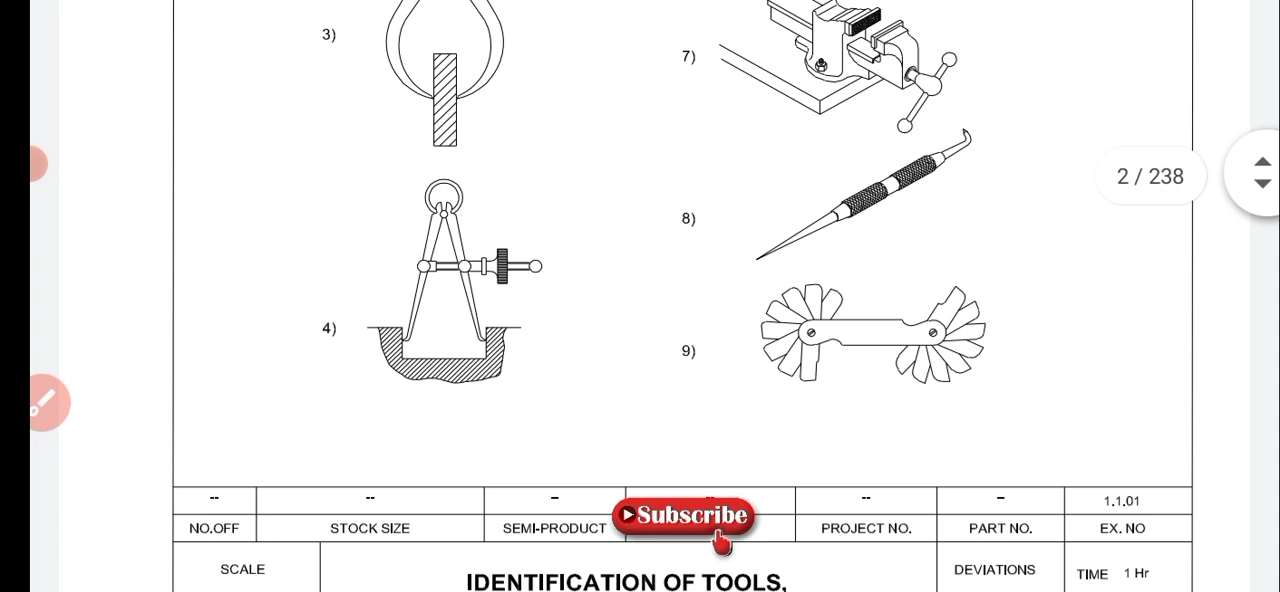 3)
7)
2 / 238
8)
4)
9)
-- -- – -- -- – 1.1.01
NO.OFF STOCK SIZE SEMI-PRODUCT Subscribe PROJECT NO. PART NO. EX. NO
SCALE IDENTIFICATION OF TOOLS, DEVIATIONS TIME 1 Hr